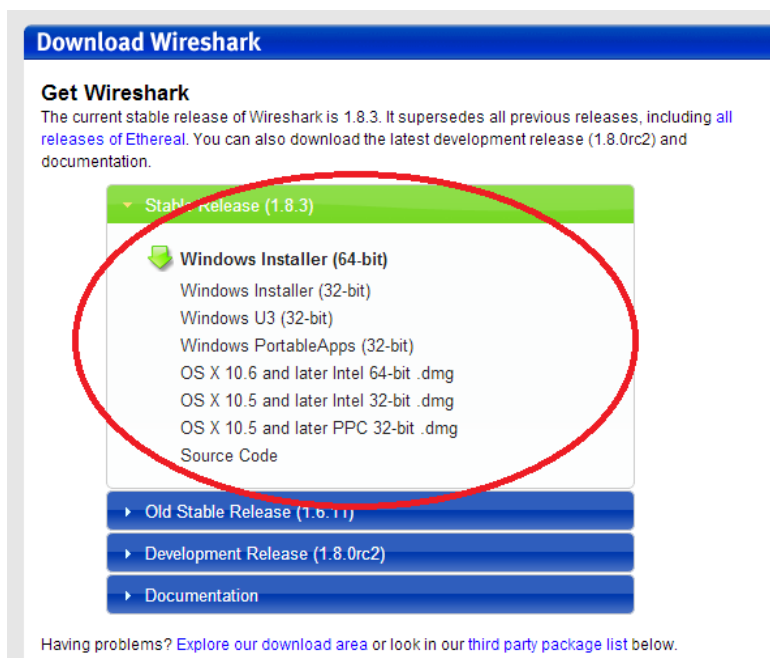 Download Wireshark
Get Wireshark
The current stable release of Wireshark is 1.8.3. It supersedes all previous releases, including all
releases of Ethereal. You can also download the latest development release (1.8.0rc2) and
documentation.
Stable Release (1.8.3)
Windows Installer (64-bit)
Windows Installer (32-bit)
Windows U3 (32-bit)
Windows PortableApps (32-bit)
OS X 10.6 and later Intel 64-bit .dmg
OS X 10.5 and later Intel 32-bit .dmg
OS X 10.5 and later PPC 32-bit .dmg
Source Code
Old Stable Release (1.6.11)
Development Release (1.8.0rc2)
Documentation
Having problems? Explore our download area or look in our third party package list below.